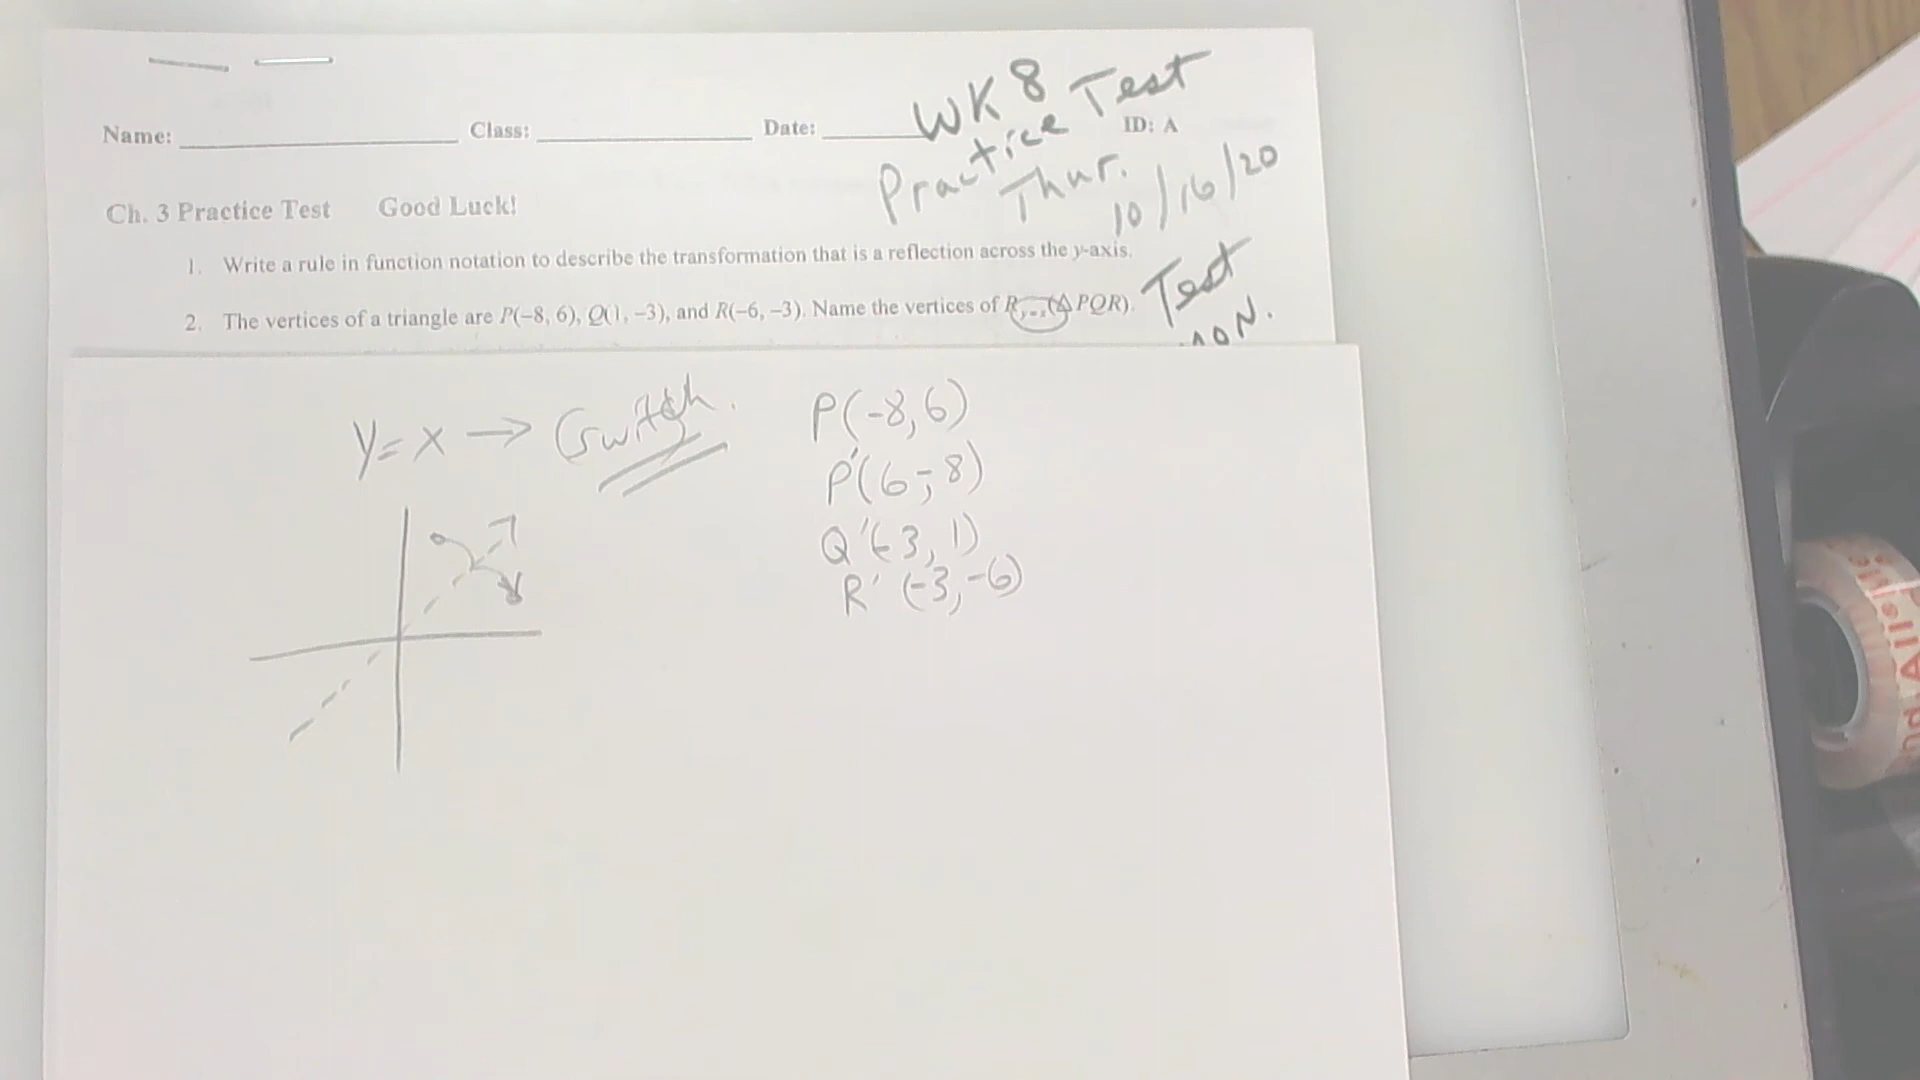 WK 8
Practice Test
Thur.
10/16/20
Name: Class: Date: ID: A
Ch. 3 Practice Test Good Luck!
1. Write a rule in function notation to describe the transformation that is a reflection across the y-axis.
2. The vertices of a triangle are P(−8, 6), Q(1, −3), and R(−6, −3). Name the vertices of R y=x (△PQR).
Test
MON.
y=x → Switch.
P(-8,6)
P'(6,-8)
Q'(-3,1)
R'(-3,-6)